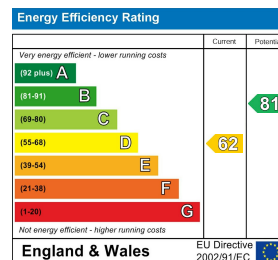 Energy Efficiency Rating
Current
Very energy efficient - lower running costs
(92 plus) A
(81-91) B
81
(69-80) C
(55-68) D
62
(39-54) E
(21-38) F
(1-20) G
Not energy efficient - higher running costs
England & Wales
EU Directive
2002/91/EC